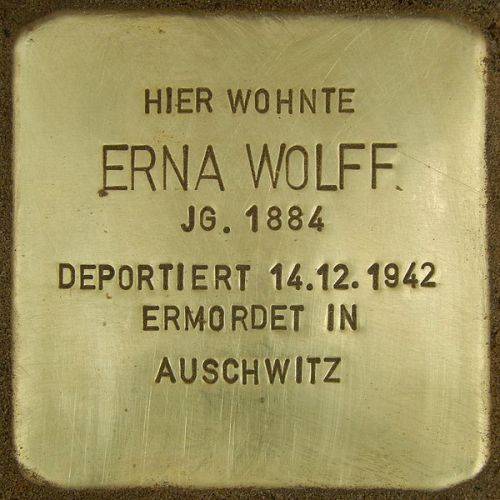 HIER WOHNTE
ERNA WOLFF
JG. 1884
DEPORTIERT 14.12.1942
ERMORDET IN
AUSCHWITZ